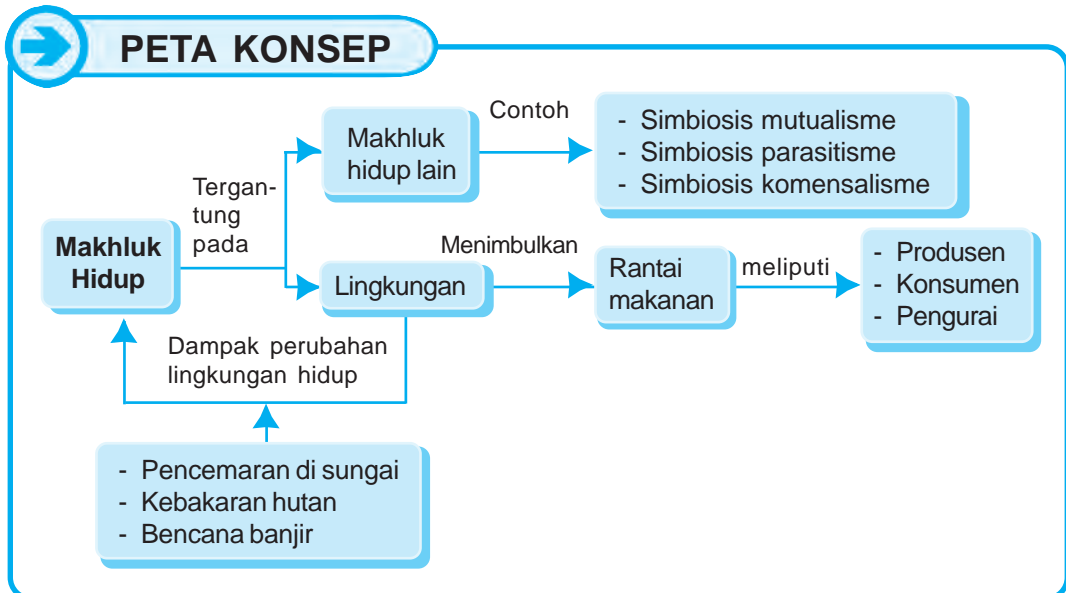 PETA KONSEP
Tergan-
tung
pada
Makhluk
Hidup
Makhluk
hidup lain
Contoh
- Simbiosis mutualisme
- Simbiosis parasitisme
- Simbiosis komensalisme
Lingkungan
Menimbulkan
Rantai
makanan
meliputi
- Produsen
- Konsumen
- Pengurai
Dampak perubahan
lingkungan hidup
- Pencemaran di sungai
- Kebakaran hutan
- Bencana banjir